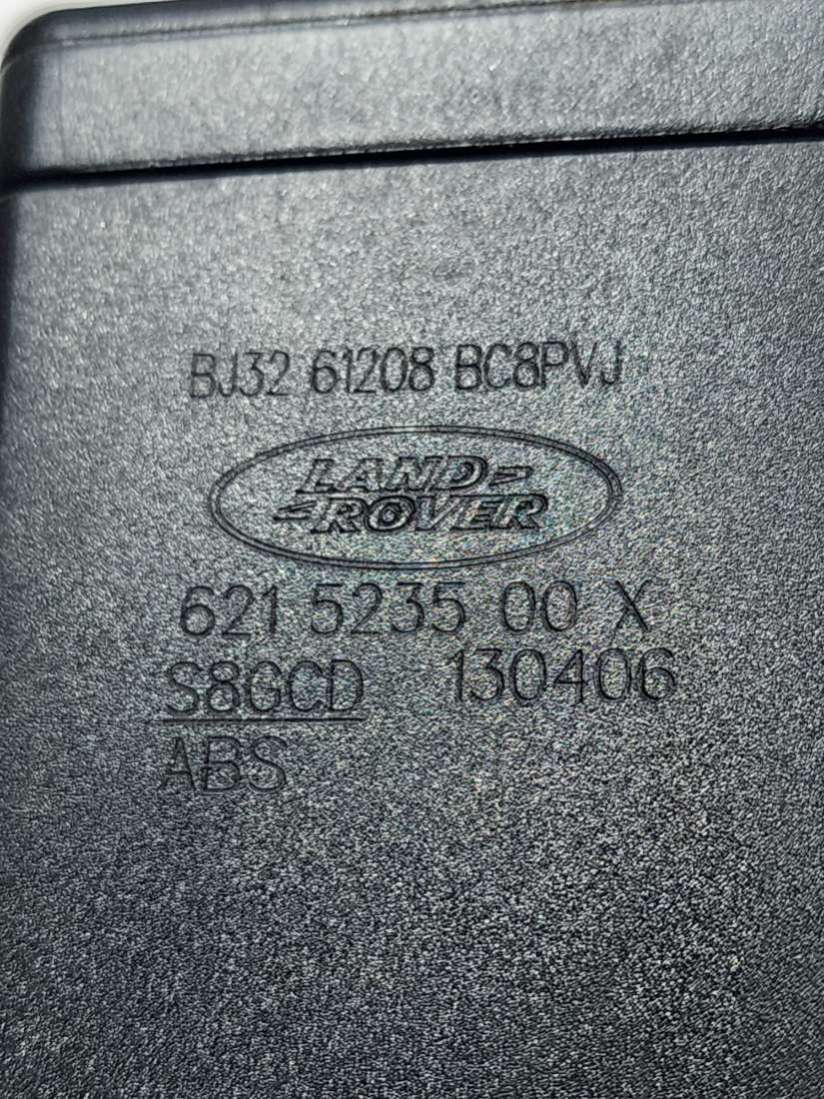 BJ32 61208 BC8PVJ
LAND
ROVER
621 5235 00 X
S8GCD 130406
ABS